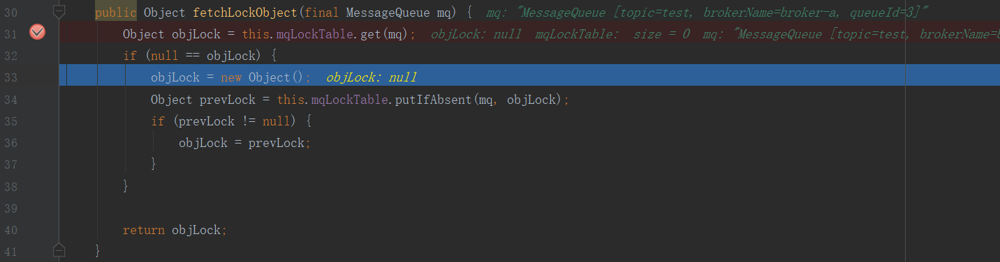 30 public Object fetchLockObject(final MessageQueue mq) { mq: "MessageQueue [topic=test, brokerName=broker-a, queueId=3]"
31 Object objLock = this.mqLockTable.get(mq); objLock: null mqLockTable: size = 0 mq: "MessageQueue [topic=test, brokerName=b
32 if (null == objLock) {
33 objLock = new Object(); objLock: null
34 Object prevLock = this.mqLockTable.putIfAbsent(mq, objLock);
35 if (prevLock != null) {
36 objLock = prevLock;
37 }
38 }
39
40 return objLock;
41 }